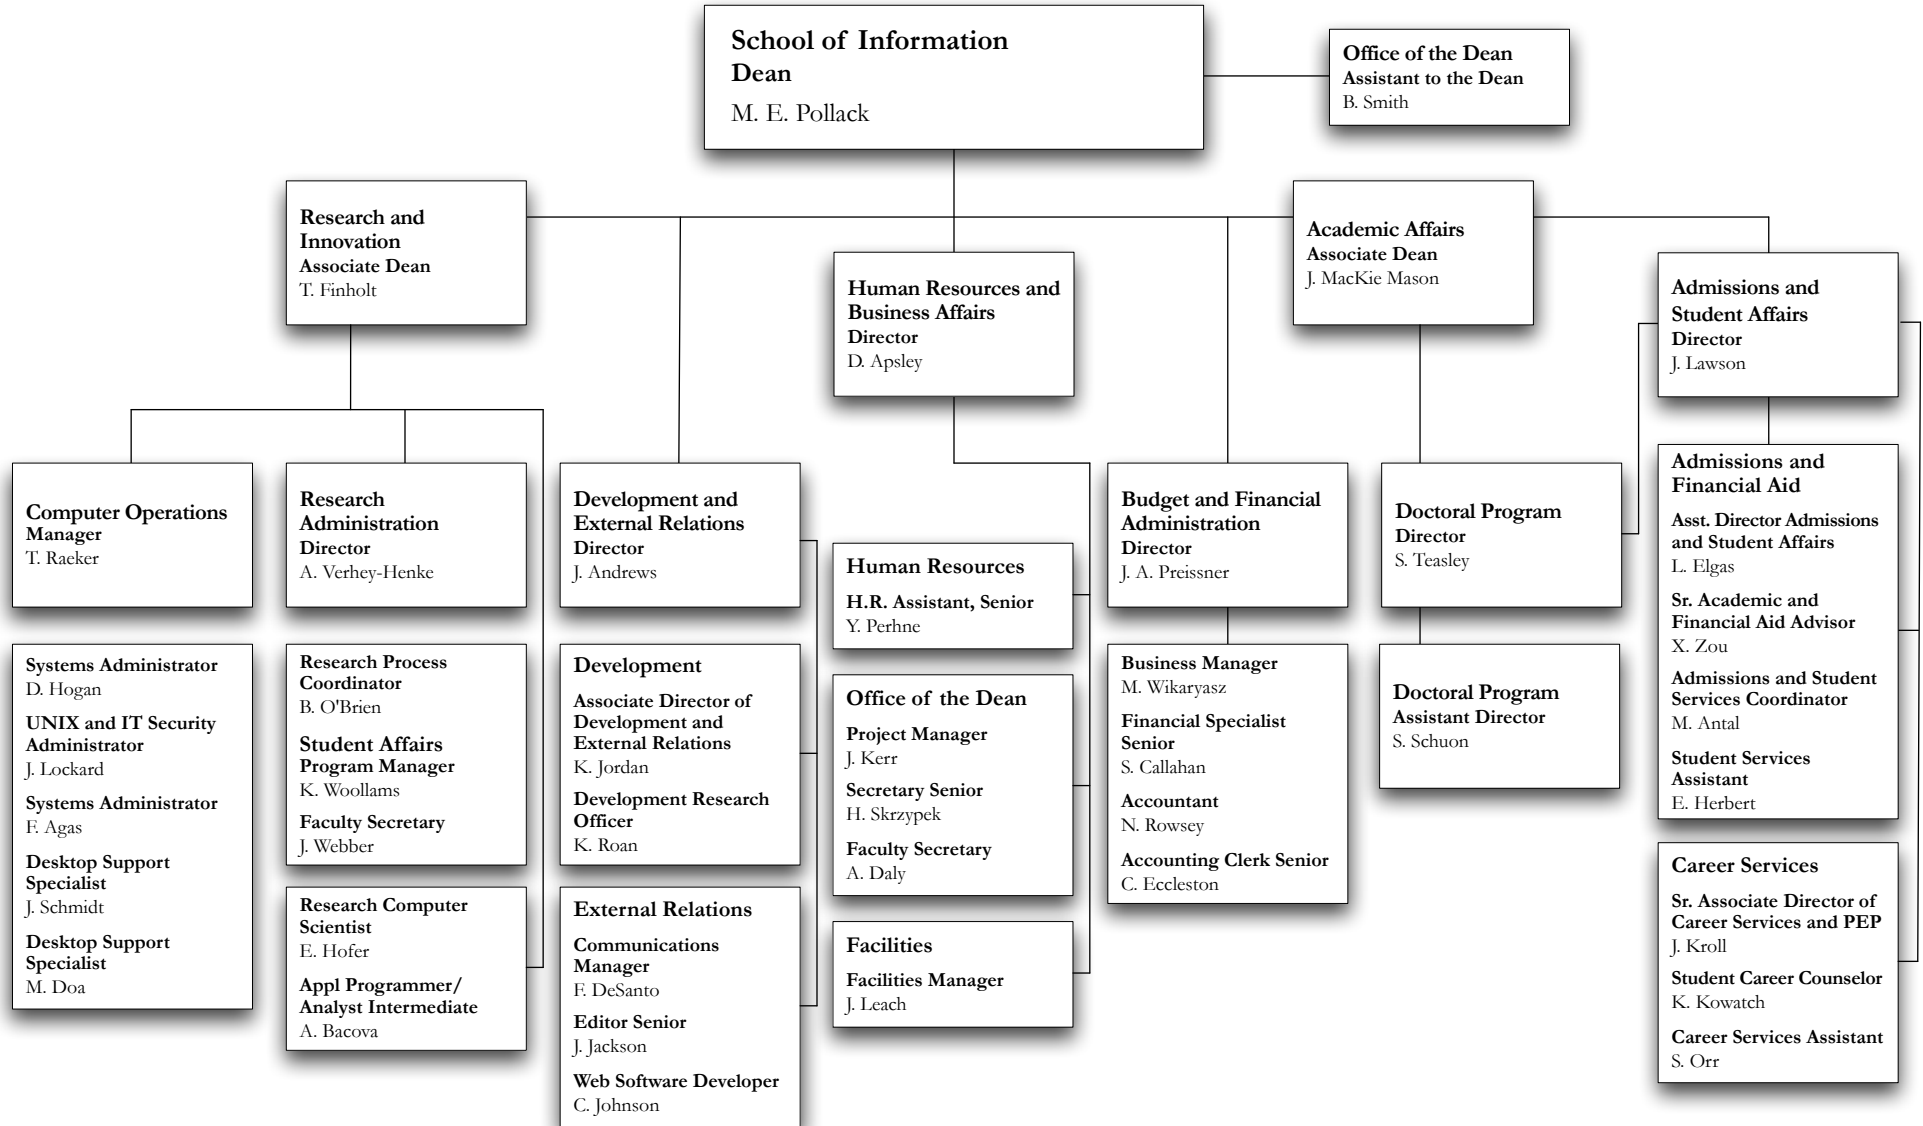 School of Information
Dean
M. E. Pollack
Office of the Dean
Assistant to the Dean
B. Smith
Research and
Innovation
Associate Dean
T. Finholt
Human Resources and
Business Affairs
Director
D. Apsley
Academic Affairs
Associate Dean
J. MacKie Mason
Admissions and
Student Affairs
Director
J. Lawson
Computer Operations
Manager
T. Raeker
Research
Administration
Director
A. Verhey-Henke
Development and
External Relations
Director
J. Andrews
Budget and Financial
Administration
Director
J. A. Preissner
Doctoral Program
Director
S. Teasley
Systems Administrator
D. Hogan
UNIX and IT Security
Administrator
J. Lockard
Systems Administrator
F. Agas
Desktop Support
Specialist
J. Schmidt
Desktop Support
Specialist
M. Doa
Research Process
Coordinator
B. O'Brien
Student Affairs
Program Manager
K. Woollams
Faculty Secretary
J. Webber
Research Computer
Scientist
E. Hofer
Appl Programmer/
Analyst Intermediate
A. Bacova
Development
Associate Director of
Development and
External Relations
K. Jordan
Development Research
Officer
K. Roan
External Relations
Communications
Manager
F. DeSanto
Editor Senior
J. Jackson
Web Software Developer
C. Johnson
Human Resources
H.R. Assistant, Senior
Y. Perhne
Office of the Dean
Project Manager
J. Kerr
Secretary Senior
H. Skrzypek
Faculty Secretary
A. Daly
Facilities
Facilities Manager
J. Leach
Business Manager
M. Wikaryasz
Financial Specialist
Senior
S. Callahan
Accountant
N. Rowsey
Accounting Clerk Senior
C. Eccleston
Doctoral Program
Assistant Director
S. Schuon
Admissions and
Financial Aid
Asst. Director Admissions
and Student Affairs
L. Elgas
Sr. Academic and
Financial Aid Advisor
X. Zou
Admissions and Student
Services Coordinator
M. Antal
Student Services
Assistant
E. Herbert
Career Services
Sr. Associate Director of
Career Services and PEP
J. Kroll
Student Career Counselor
K. Kowatch
Career Services Assistant
S. Orr